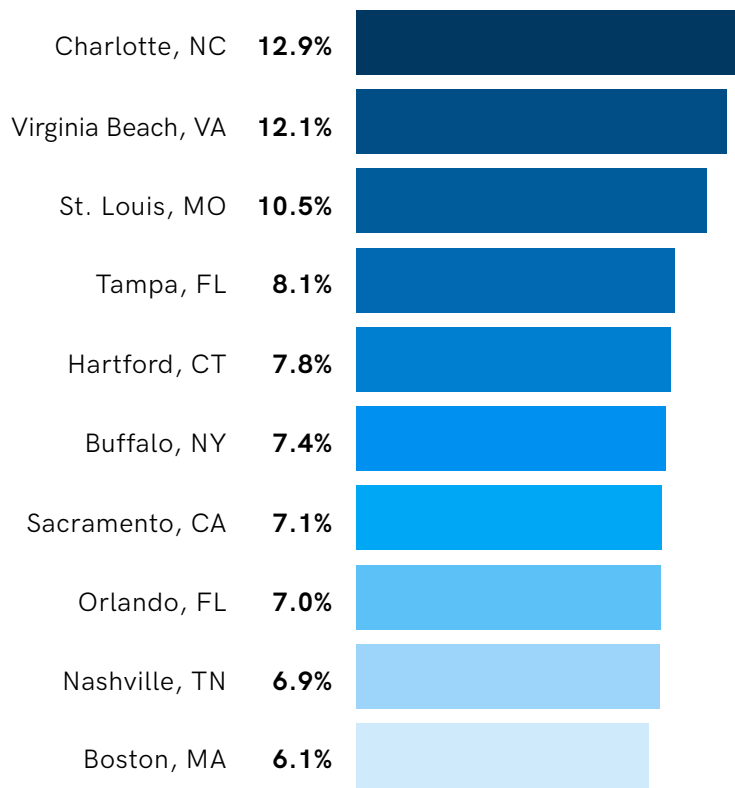 Charlotte, NC 12.9%
Virginia Beach, VA 12.1%
St. Louis, MO 10.5%
Tampa, FL 8.1%
Hartford, CT 7.8%
Buffalo, NY 7.4%
Sacramento, CA 7.1%
Orlando, FL 7.0%
Nashville, TN 6.9%
Boston, MA 6.1%